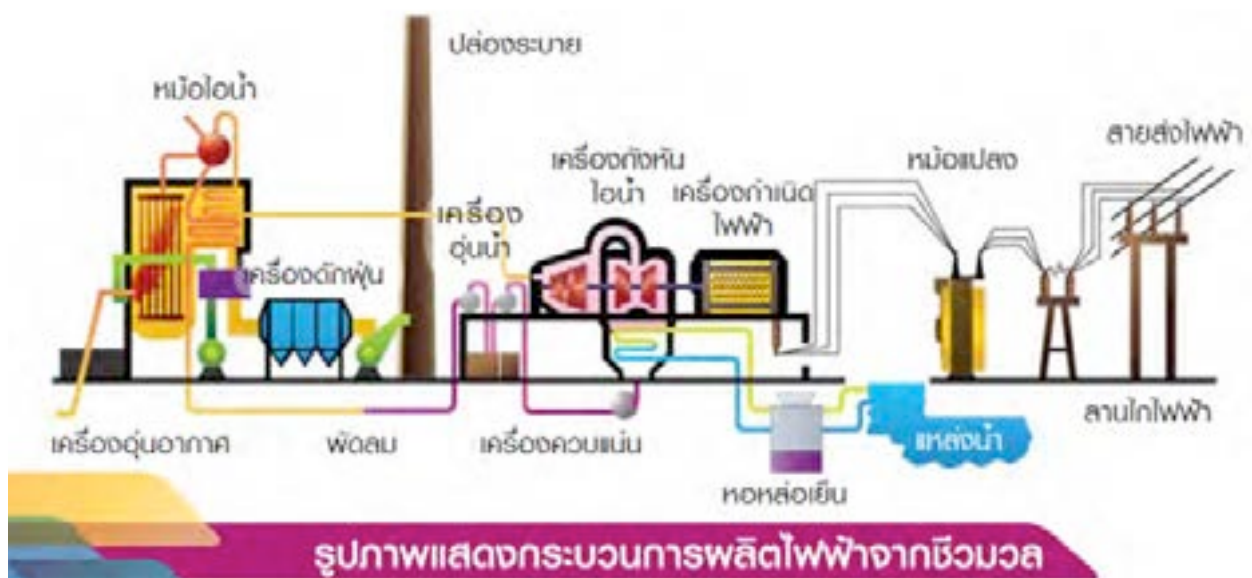 ปล่องระบาย
หม้อไอน้ำ
สายส่งไฟฟ้า
เครื่องกังหัน
ไอน้ำ
หม้อแปลง
เครื่องกำเนิด
ไฟฟ้า
เครื่อง
อุ่นน้ำ
เครื่องดักฝุ่น
ลานไกไฟฟ้า
เครื่องอุ่นอากาศ
พัดลม
เครื่องควบแน่น
แหล่งน้ำ
หอหล่อเย็น
รูปภาพแสดงกระบวนการผลิตไฟฟ้าจากชีวมวล